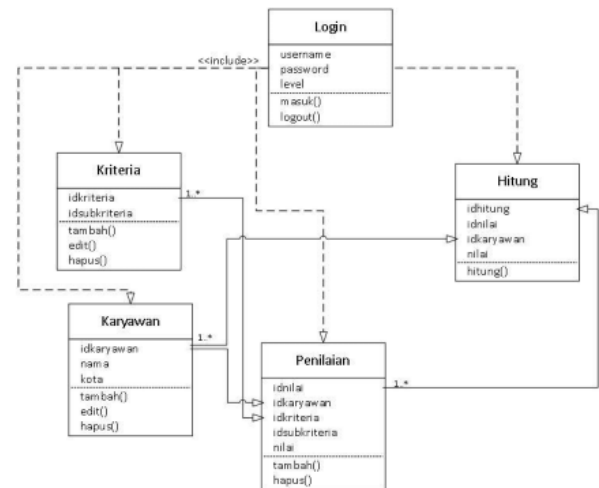 Login
<<include>>
username
password
level
masuk()
logout()
Kriteria
idkriteria
idsubkriteria
tambah()
edit()
hapus()
1..*
Hitung
idhitung
idnilai
idkaryawan
nilai
hitung()
Karyawan
idkaryawan
nama
kota
tambah()
edit()
hapus()
1..*
Penilaian
idnilai
idkaryawan
idkriteria
idsubkriteria
nilai
tambah()
hapus()
1..*